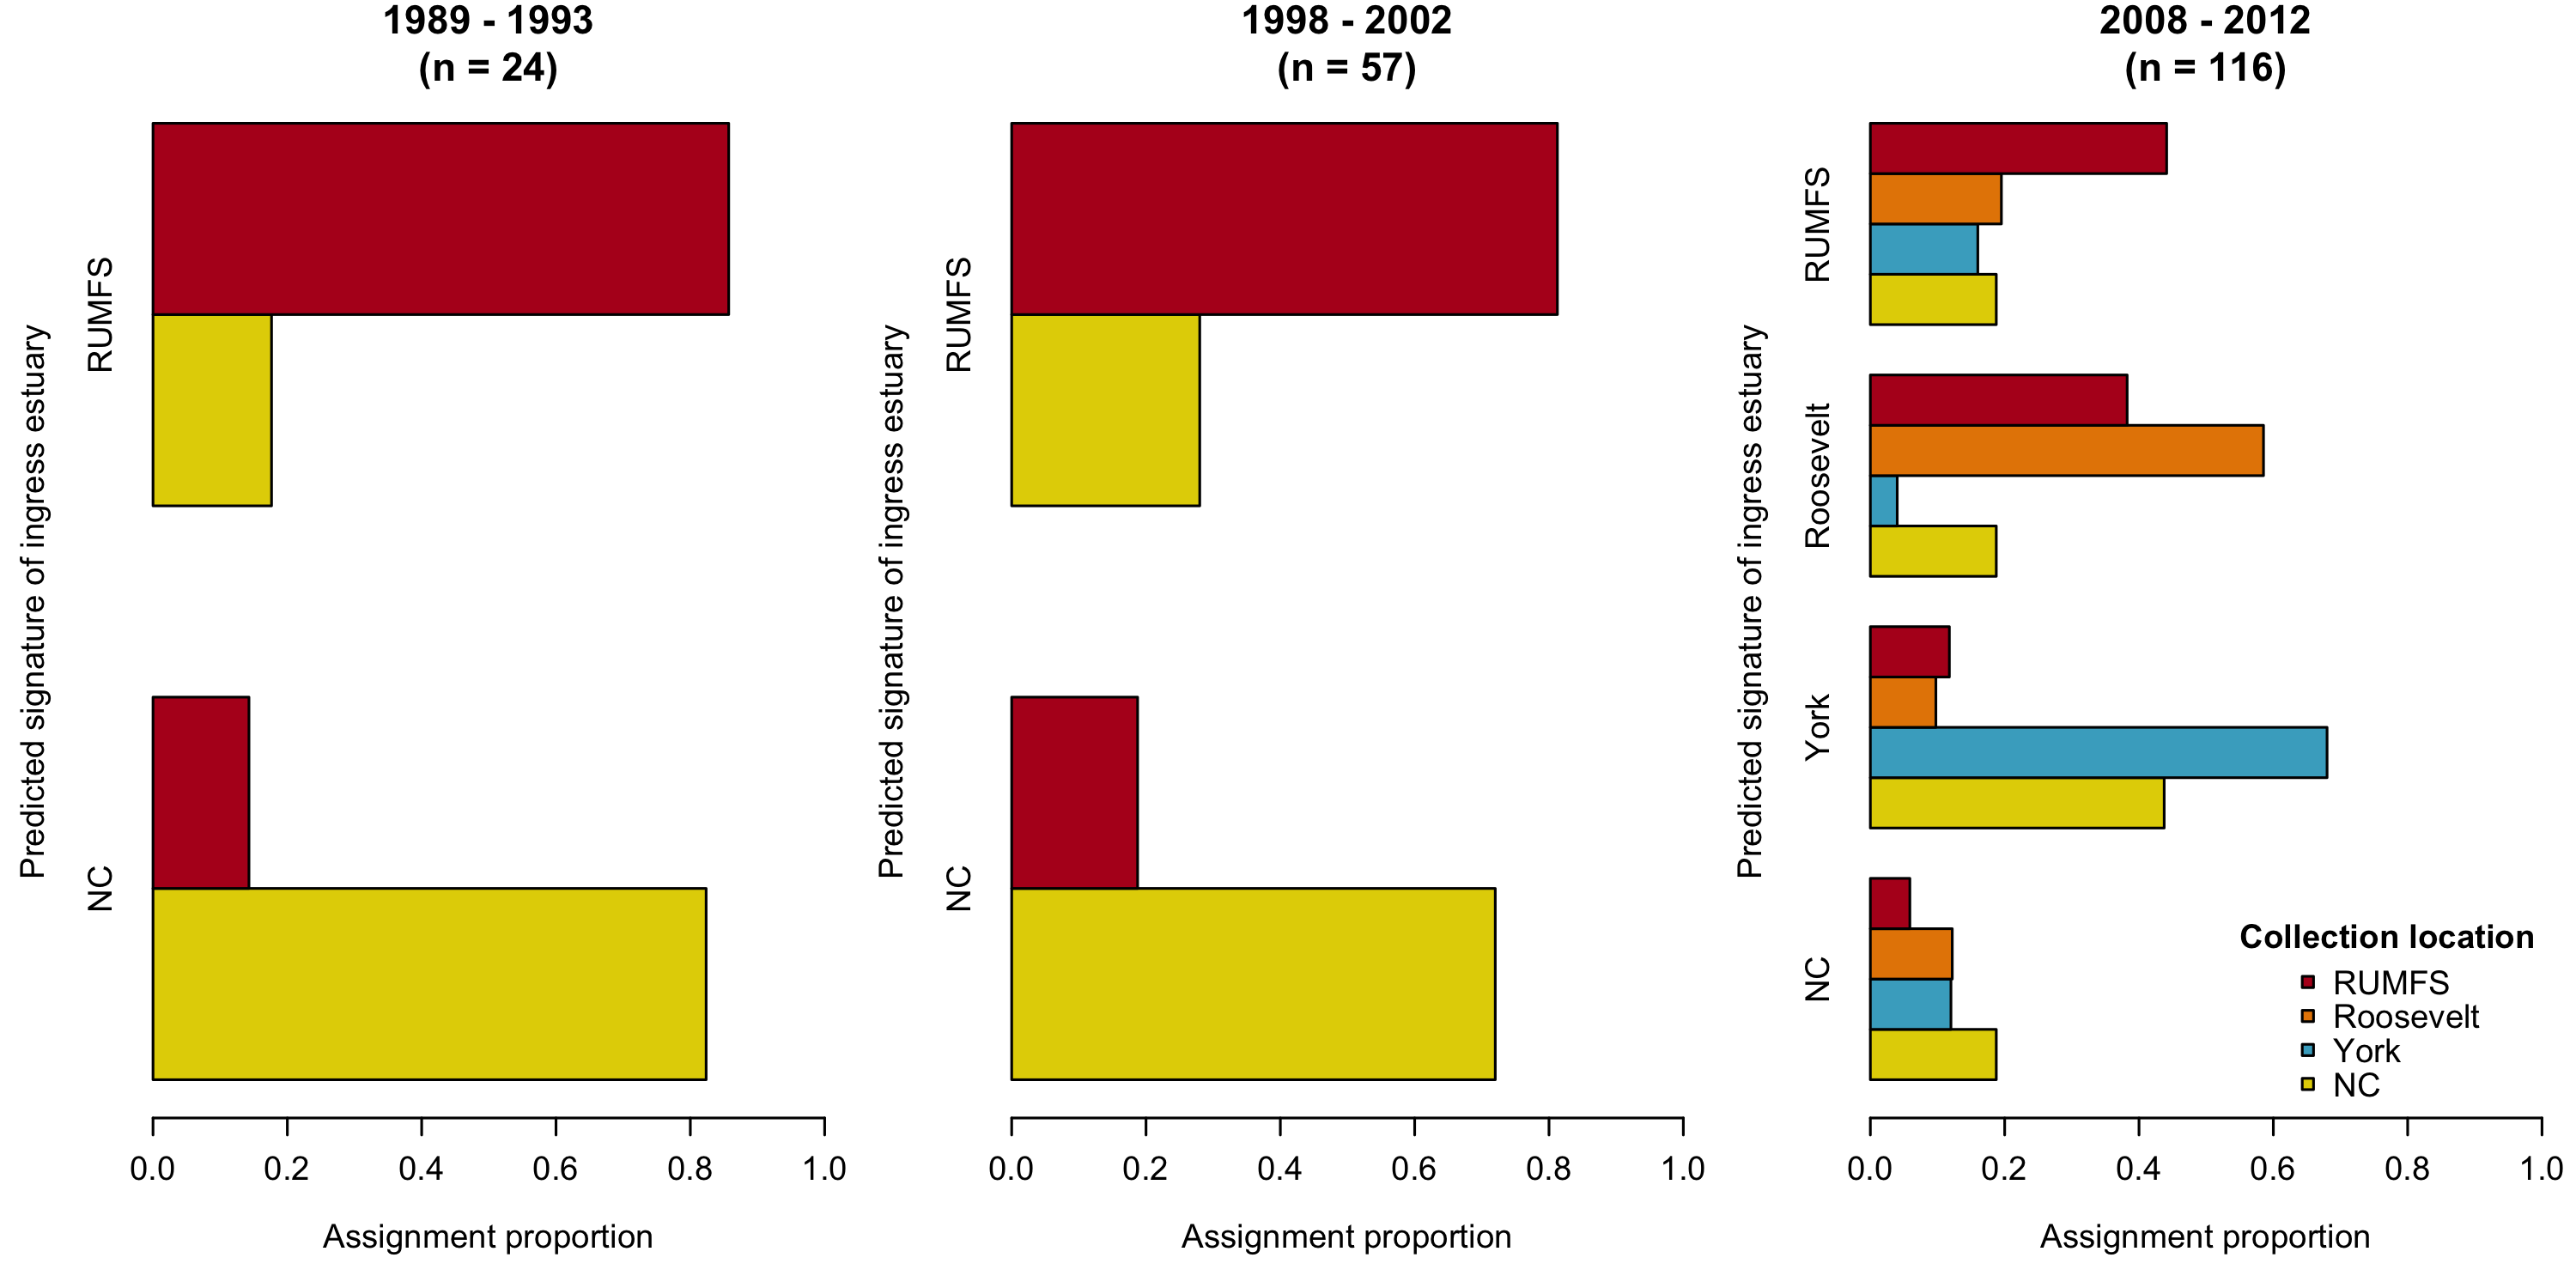 1989 - 1993
(n = 24)
Predicted signature of ingress estuary
RUMFS
NC
0.0 0.2 0.4 0.6 0.8 1.0
Assignment proportion
1998 - 2002
(n = 57)
Predicted signature of ingress estuary
RUMFS
NC
0.0 0.2 0.4 0.6 0.8 1.0
Assignment proportion
2008 - 2012
(n = 116)
Predicted signature of ingress estuary
RUMFS
Roosevelt
York
NC
Collection location
RUMFS
Roosevelt
York
NC
0.0 0.2 0.4 0.6 0.8 1.0
Assignment proportion